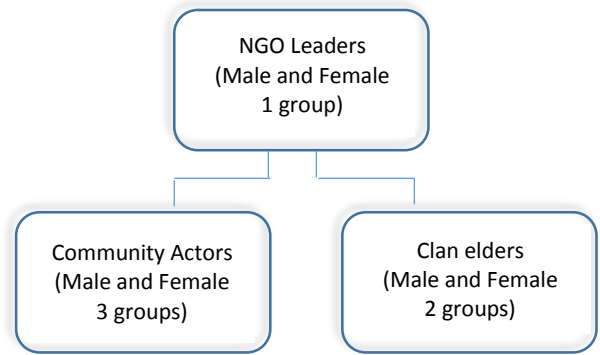 NGO Leaders
(Male and Female
1 group)
Community Actors
(Male and Female
3 groups)
Clan elders
(Male and Female
2 groups)